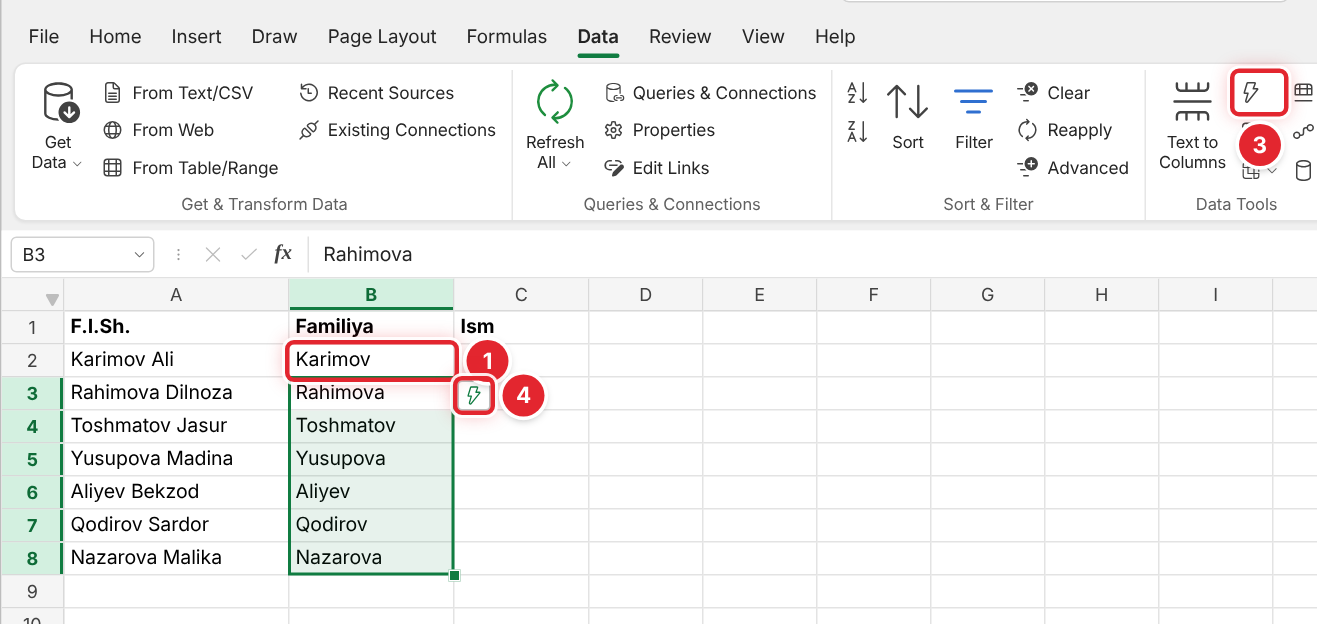 File Home Insert Draw Page Layout Formulas Data Review View Help
Get Data
From Text/CSV
From Web
From Table/Range
Recent Sources
Existing Connections
Get & Transform Data
Refresh All
Queries & Connections
Properties
Edit Links
Queries & Connections
A Z
Z A
Sort
Filter
Clear
Reapply
Advanced
Sort & Filter
Text to Columns
3
Data Tools
B3 fx Rahimova
A B C D E F G H I
1 F.I.Sh. Familiya Ism
2 Karimov Ali Karimov 1
3 Rahimova Dilnoza Rahimova 4
4 Toshmatov Jasur Toshmatov
5 Yusupova Madina Yusupova
6 Aliyev Bekzod Aliyev
7 Qodirov Sardor Qodirov
8 Nazarova Malika Nazarova
9
10